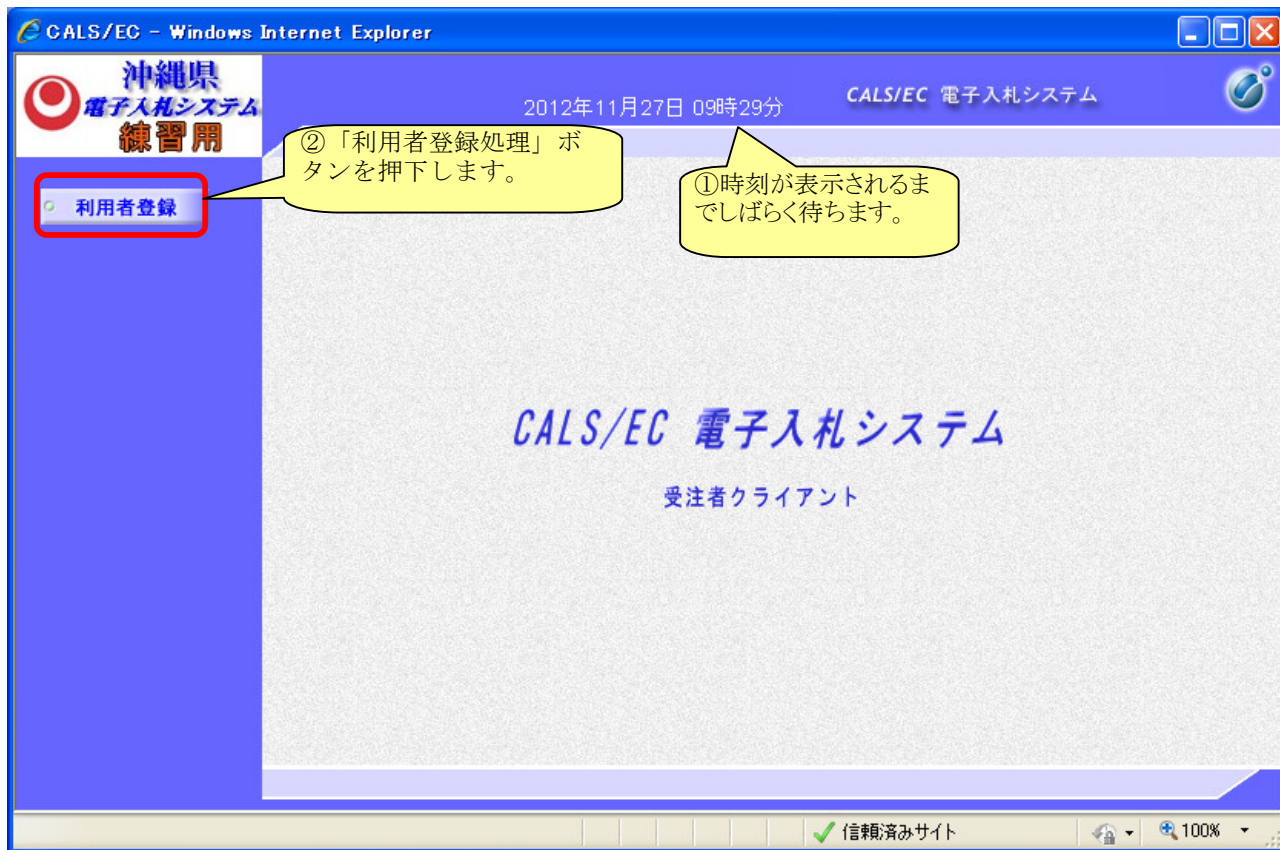 CALS/EC - Windows Internet Explorer
沖縄県
電子入札システム
練習用
2012年11月27日 09時29分
CALS/EC 電子入札システム
②「利用者登録処理」ボ
タンを押下します。
①時刻が表示されるま
でしばらく待ちます。
利用者登録
CALS/EC 電子入札システム
受注者クライアント
信頼済みサイト
100%